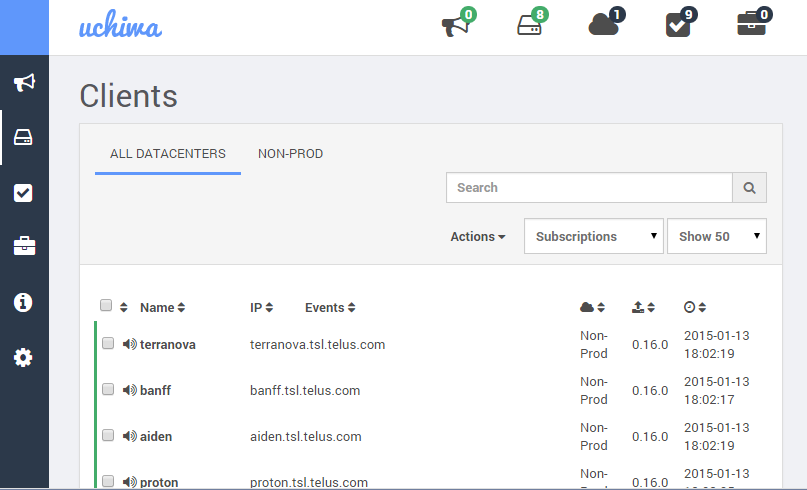 uchiwa
0
8
1
9
0
Clients
ALL DATACENTERS NON-PROD
Search
Actions Subscriptions Show 50
Name IP Events
terranova terranova.tsl.telus.com Non-Prod 0.16.0 2015-01-13 18:02:19
banff banff.tsl.telus.com Non-Prod 0.16.0 2015-01-13 18:02:17
aiden aiden.tsl.telus.com Non-Prod 0.16.0 2015-01-13 18:02:19
proton proton.tsl.telus.com Non- 0.16.0 2015-01-13